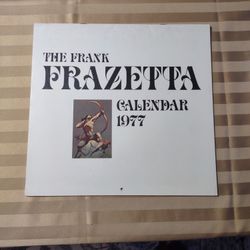 THE FRANK
FRAZETTA
CALENDAR
1977